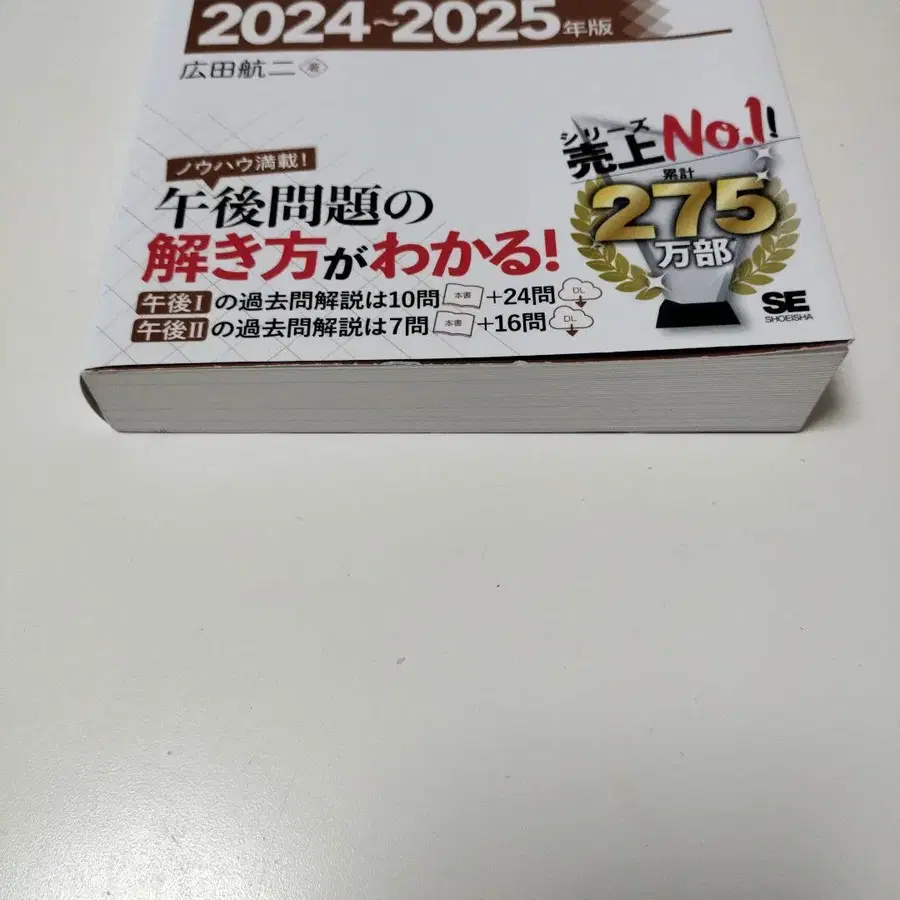 2024~2025年版
広田航二 著
ノウハウ満載!
午後問題の
解き方がわかる!
午後Ⅰの過去問解説は10問 本書 +24問 DL
午後Ⅱの過去問解説は7問 本書 +16問 DL
シリーズ
売上No.1!
累計
275
万部
SE
SHOEISHA